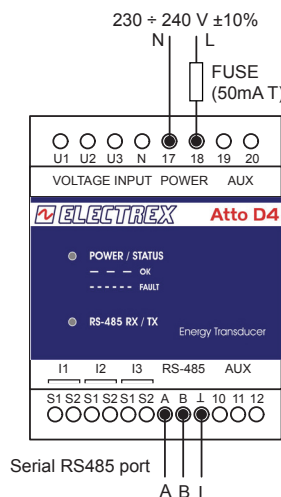 230 ÷ 240 V ±10%
N L
FUSE
(50mA T)
U1 U2 U3 N 17 18 19 20
VOLTAGE INPUT POWER AUX
ELECTREX Atto D4
POWER / STATUS
OK
FAULT
RS-485 RX / TX
Energy Transducer
I1 I2 I3 RS-485 AUX
S1 S2 S1 S2 S1 S2 A B ⊥ 10 11 12
Serial RS485 port
A B ⊥